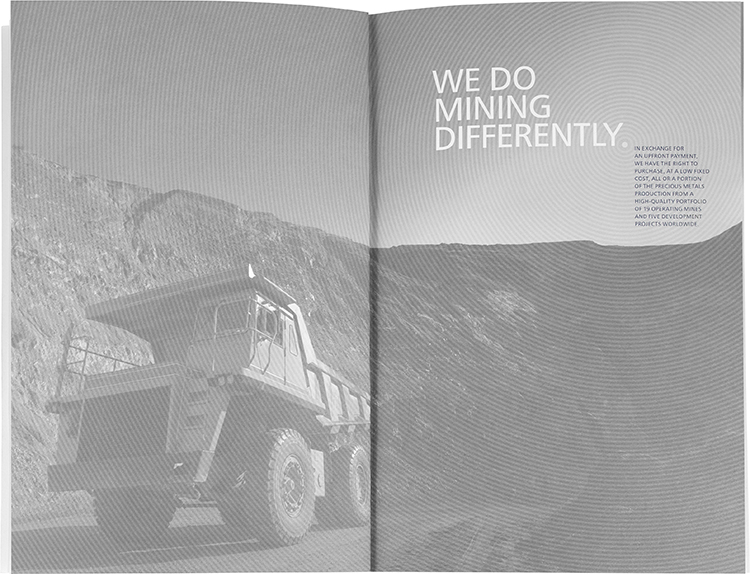 WE DO
MINING
DIFFERENTLY.
IN EXCHANGE FOR
AN UPFRONT PAYMENT,
WE HAVE THE RIGHT TO
PURCHASE, AT A LOW FIXED
COST, ALL OR A PORTION
OF THE PRECIOUS METALS
PRODUCTION FROM A
HIGH-QUALITY PORTFOLIO
OF 19 OPERATING MINES
AND FIVE DEVELOPMENT
PROJECTS WORLDWIDE.